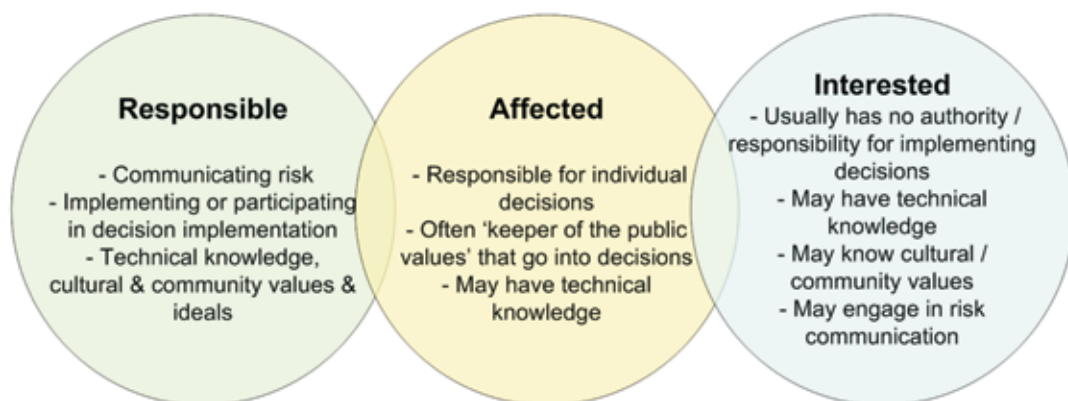 Responsible
- Communicating risk
- Implementing or participating
in decision implementation
- Technical knowledge,
cultural & community values &
ideals
Affected
- Responsible for individual
decisions
- Often ‘keeper of the public
values’ that go into decisions
- May have technical
knowledge
Interested
- Usually has no authority /
responsibility for implementing
decisions
- May have technical
knowledge
- May know cultural /
community values
- May engage in risk
communication